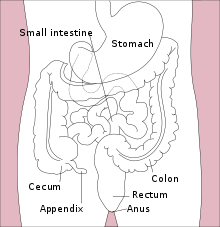 Small intestine
Stomach
Colon
Cecum
Rectum
Appendix
Anus